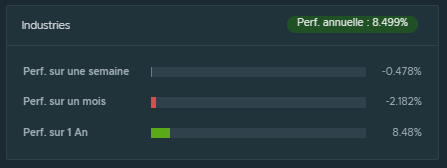 Industries
Perf. annuelle : 8.499%
Perf. sur une semaine -0.478%
Perf. sur un mois -2.182%
Perf. sur 1 An 8.48%